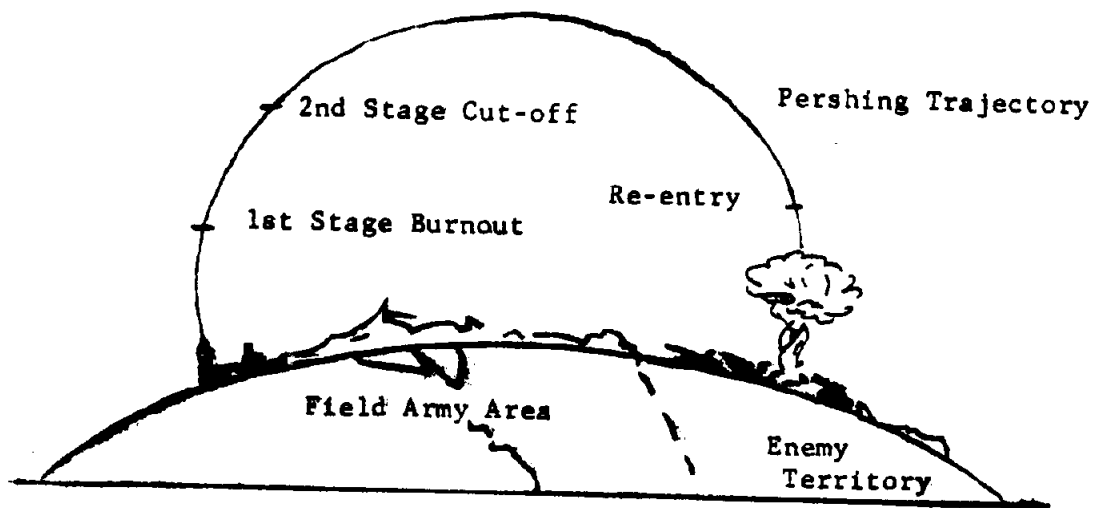 2nd Stage Cut-off
Pershing Trajectory
Re-entry
1st Stage Burnout
Field Army Area
Enemy
Territory